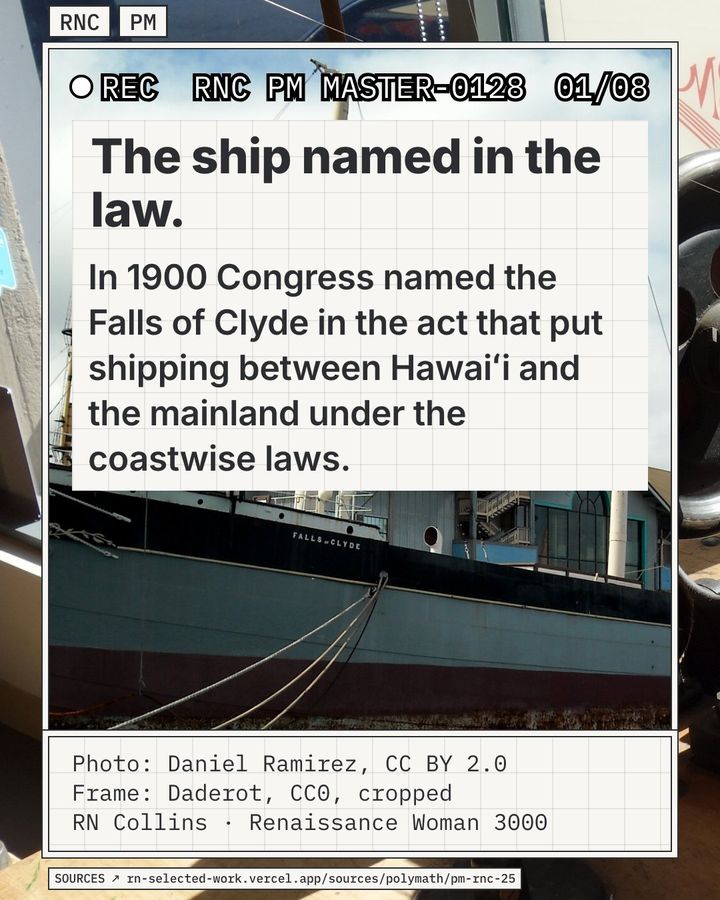 RNC PM
REC RNC PM MASTER-0128 01/08
The ship named in the
law.
In 1900 Congress named the
Falls of Clyde in the act that put
shipping between Hawaiʻi and
the mainland under the
coastwise laws.
FALLS OF CLYDE
Photo: Daniel Ramirez, CC BY 2.0
Frame: Daderot, CC0, cropped
RN Collins · Renaissance Woman 3000
SOURCES ↗ rn-selected-work.vercel.app/sources/polymath/pm-rnc-25